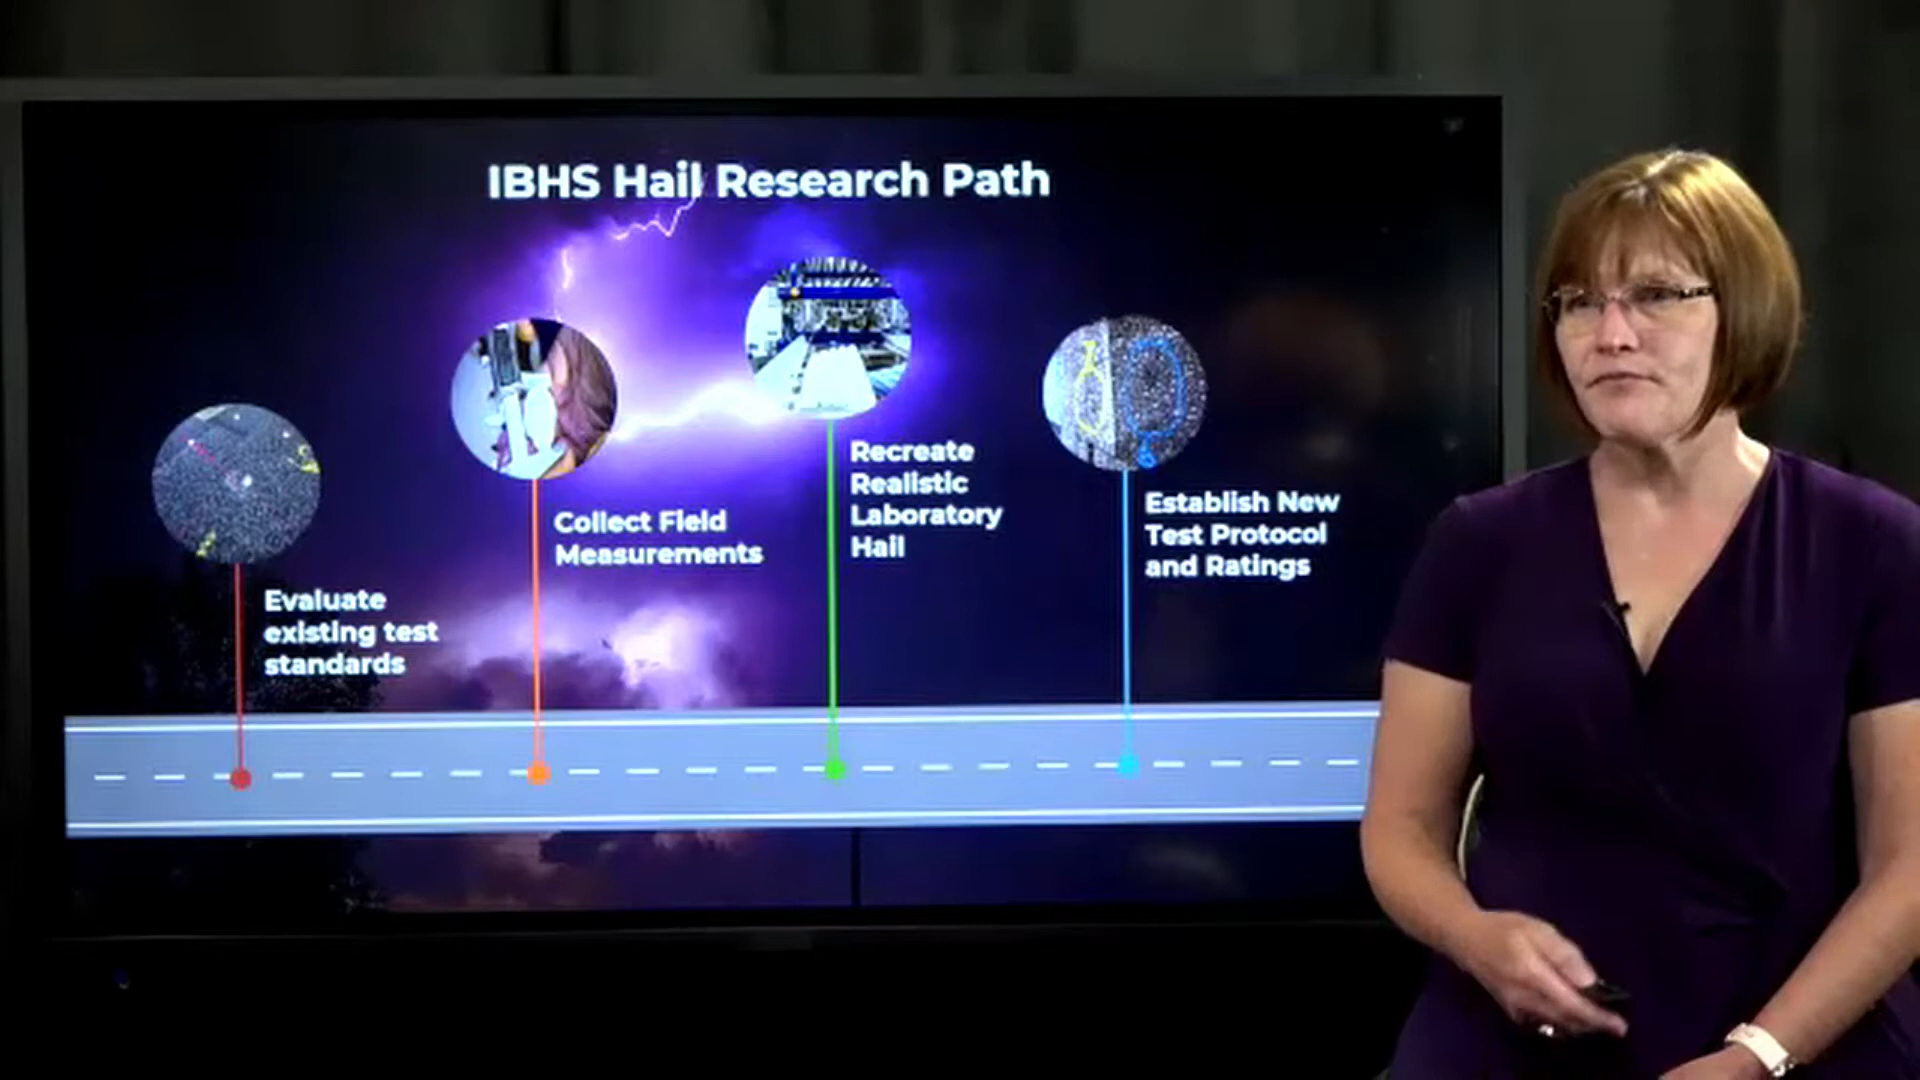 IBHS Hail Research Path
Evaluate
existing test
standards
Collect Field
Measurements
Recreate
Realistic
Laboratory
Hail
Establish New
Test Protocol
and Ratings